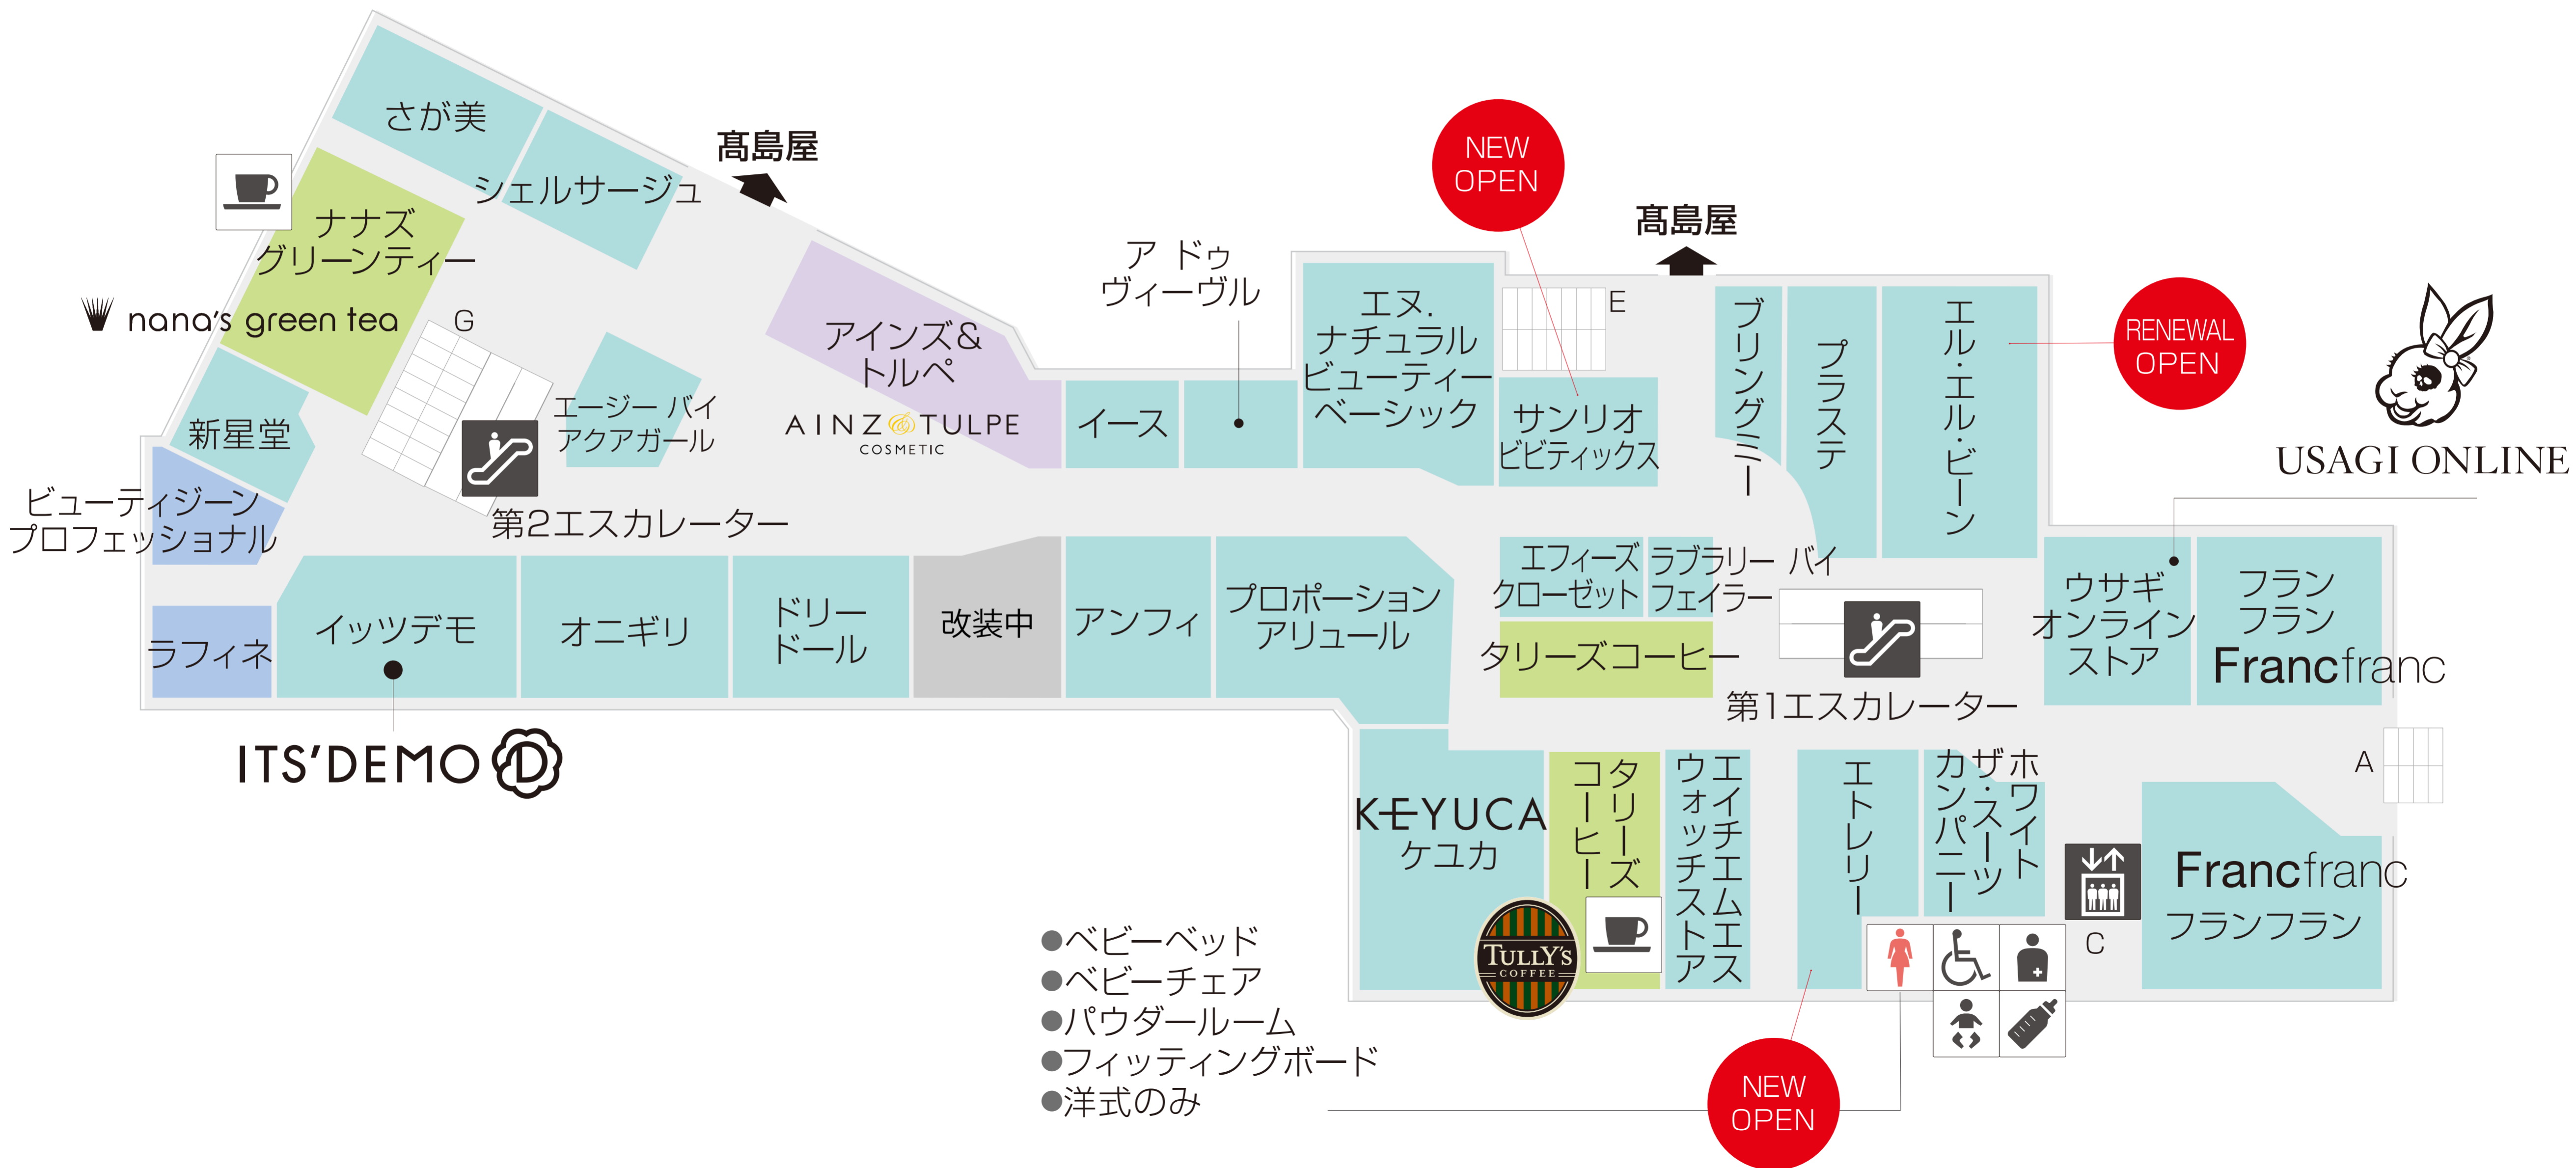 さが美
シェルサージュ
髙島屋
ナナズ
グリーンティー
nana's green tea
G
新星堂
ビューティジーン
プロフェッショナル
エージー バイ
アクアガール
第2エスカレーター
アインズ&
トルペ
AINZ & TULPE
COSMETIC
イース
ア ドゥ
ヴィーヴル
エヌ.
ナチュラル
ビューティー
ベーシック
NEW
OPEN
E
サンリオ
ビビティックス
髙島屋
ブリングミー
プラステ
エル・エル・ビーン
RENEWAL
OPEN
USAGI ONLINE
ラフィネ
イッツデモ
ITS'DEMO D
オニギリ
ドリー
ドール
改装中
アンフィ
プロポーション
アリュール
エフィーズ
クローゼット
ラブラリー バイ
フェイラー
タリーズコーヒー
第1エスカレーター
ウサギ
オンライン
ストア
フラン
フラン
Francfranc
A
KEYUCA
ケユカ
タリーズ
コーヒー
TULLY'S
COFFEE
エイチエムエス
ウォッチストア
エトレリー
ホワイト
ザ・スーツ
カンパニー
C
Francfranc
フランフラン
●ベビーベッド
●ベビーチェア
●パウダールーム
●フィッティングボード
●洋式のみ
NEW
OPEN